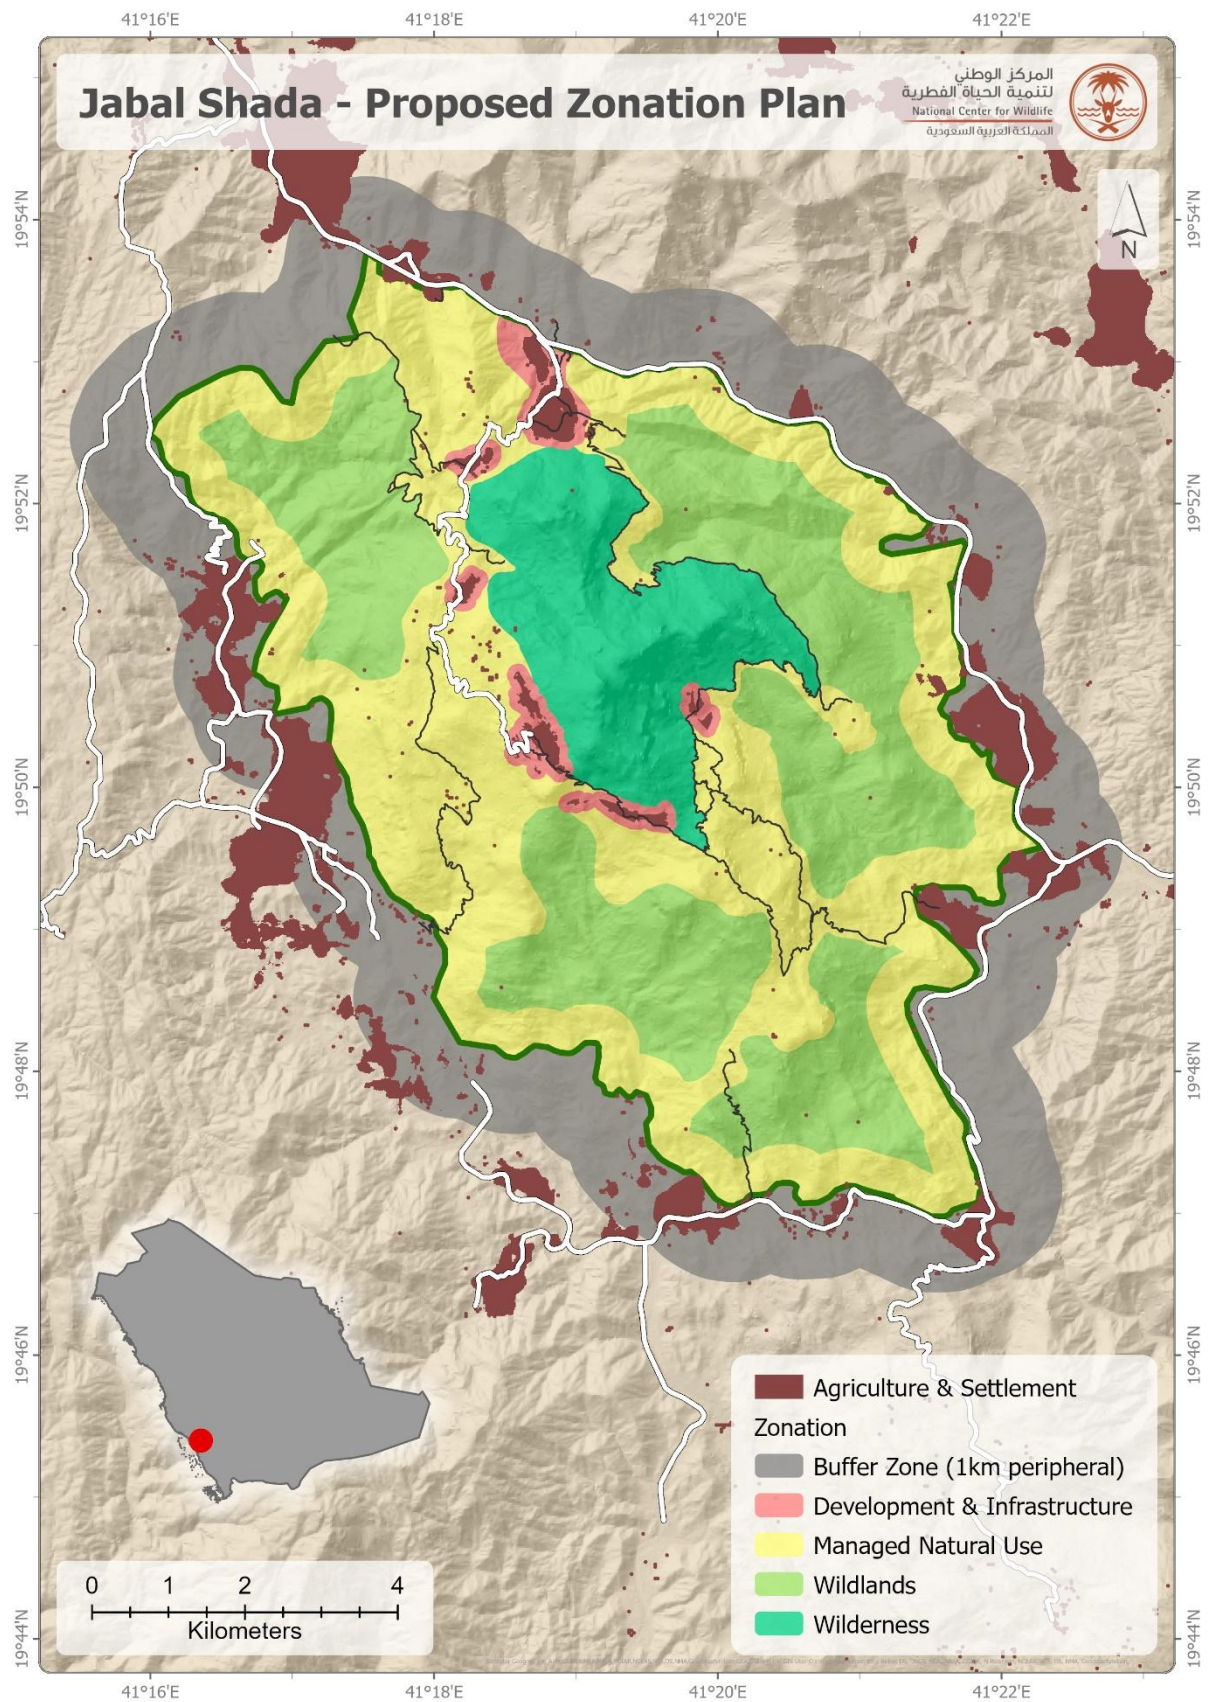 41°16'E 41°18'E 41°20'E 41°22'E
Jabal Shada - Proposed Zonation Plan
المركز الوطني
لتنمية الحياة الفطرية
National Center for Wildlife
المملكة العربية السعودية
19°54'N 19°54'N
N
19°52'N 19°52'N
19°50'N 19°50'N
19°48'N 19°48'N
19°46'N 19°46'N
Agriculture & Settlement
Zonation
Buffer Zone (1km peripheral)
Development & Infrastructure
Managed Natural Use
Wildlands
Wilderness
0 1 2 4
Kilometers
19°44'N 19°44'N
41°16'E 41°18'E 41°20'E 41°22'E